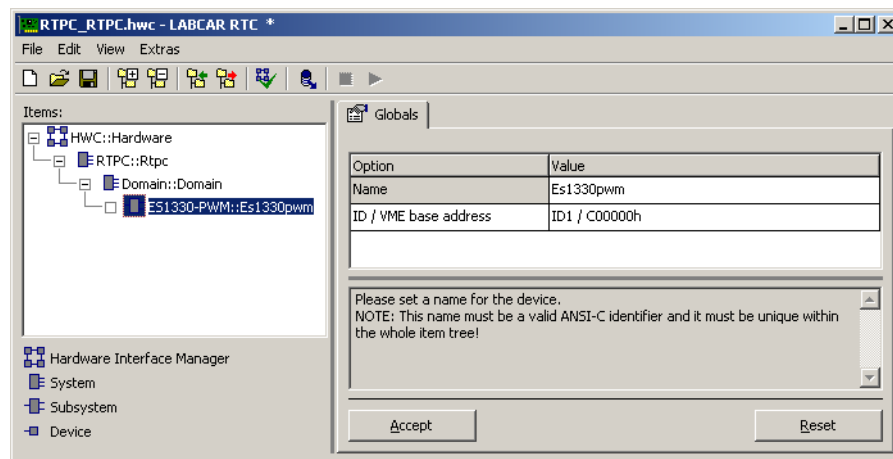 RTPC_RTPC.hwc - LABCAR RTC *
File Edit View Extras
Items:
HWC::Hardware
RTPC::Rtpc
Domain::Domain
ES1330-PWM::Es1330pwm
Hardware Interface Manager
System
Subsystem
Device
Globals
Option Value
Name Es1330pwm
ID / VME base address ID1 / C00000h
Please set a name for the device.
NOTE: This name must be a valid ANSI-C identifier and it must be unique within
the whole item tree!
Accept Reset